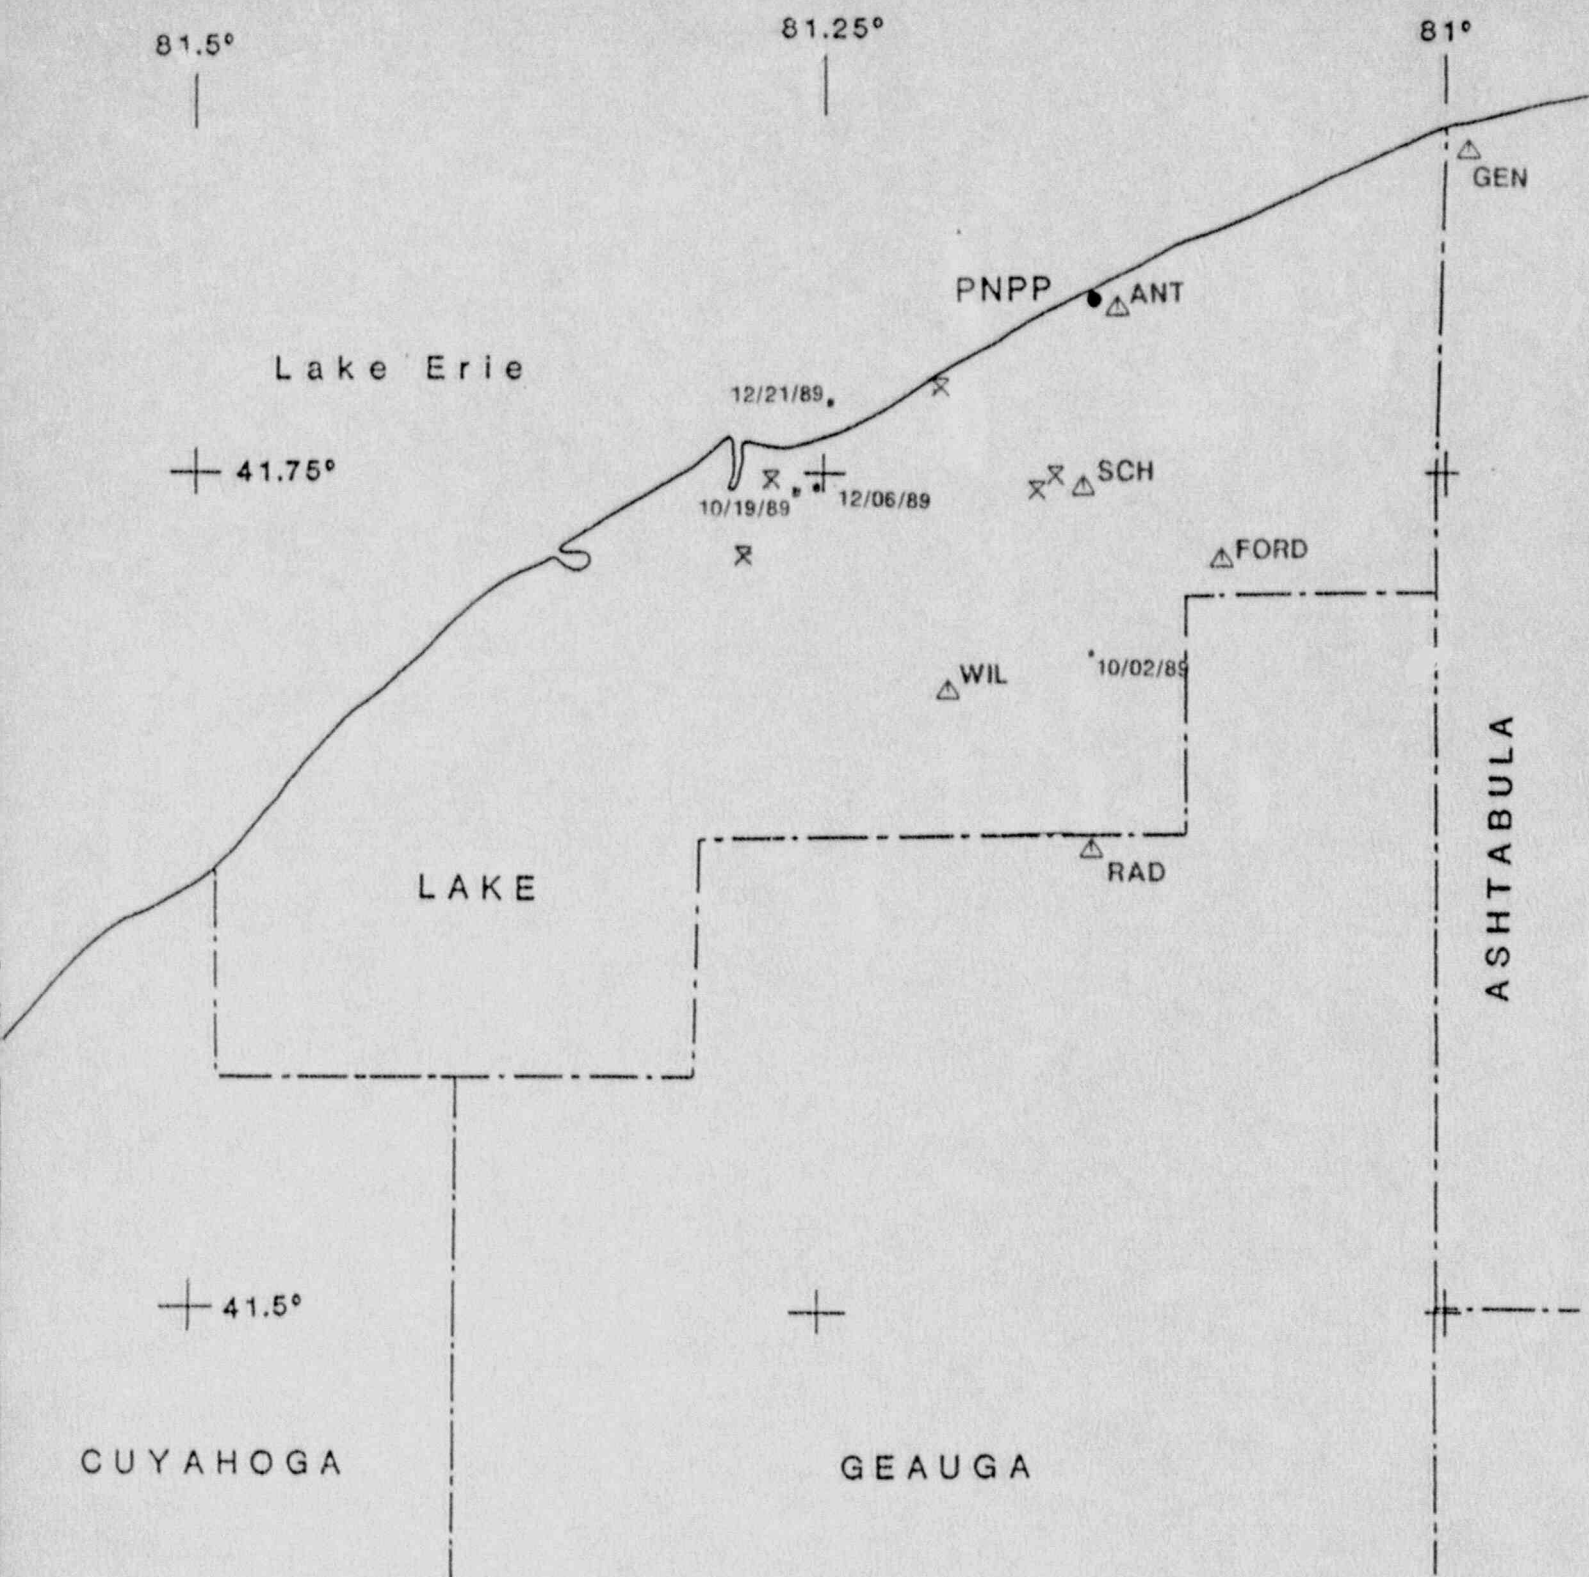 81.5° 81.25° 81°
GEN
PNPP ANT
Lake Erie
12/21/89
41.75° SCH
10/19/89 12/06/89
FORD
WIL 10/02/89
ASHTABULA
LAKE RAD
41.5°
CUYAHOGA GEAUGA